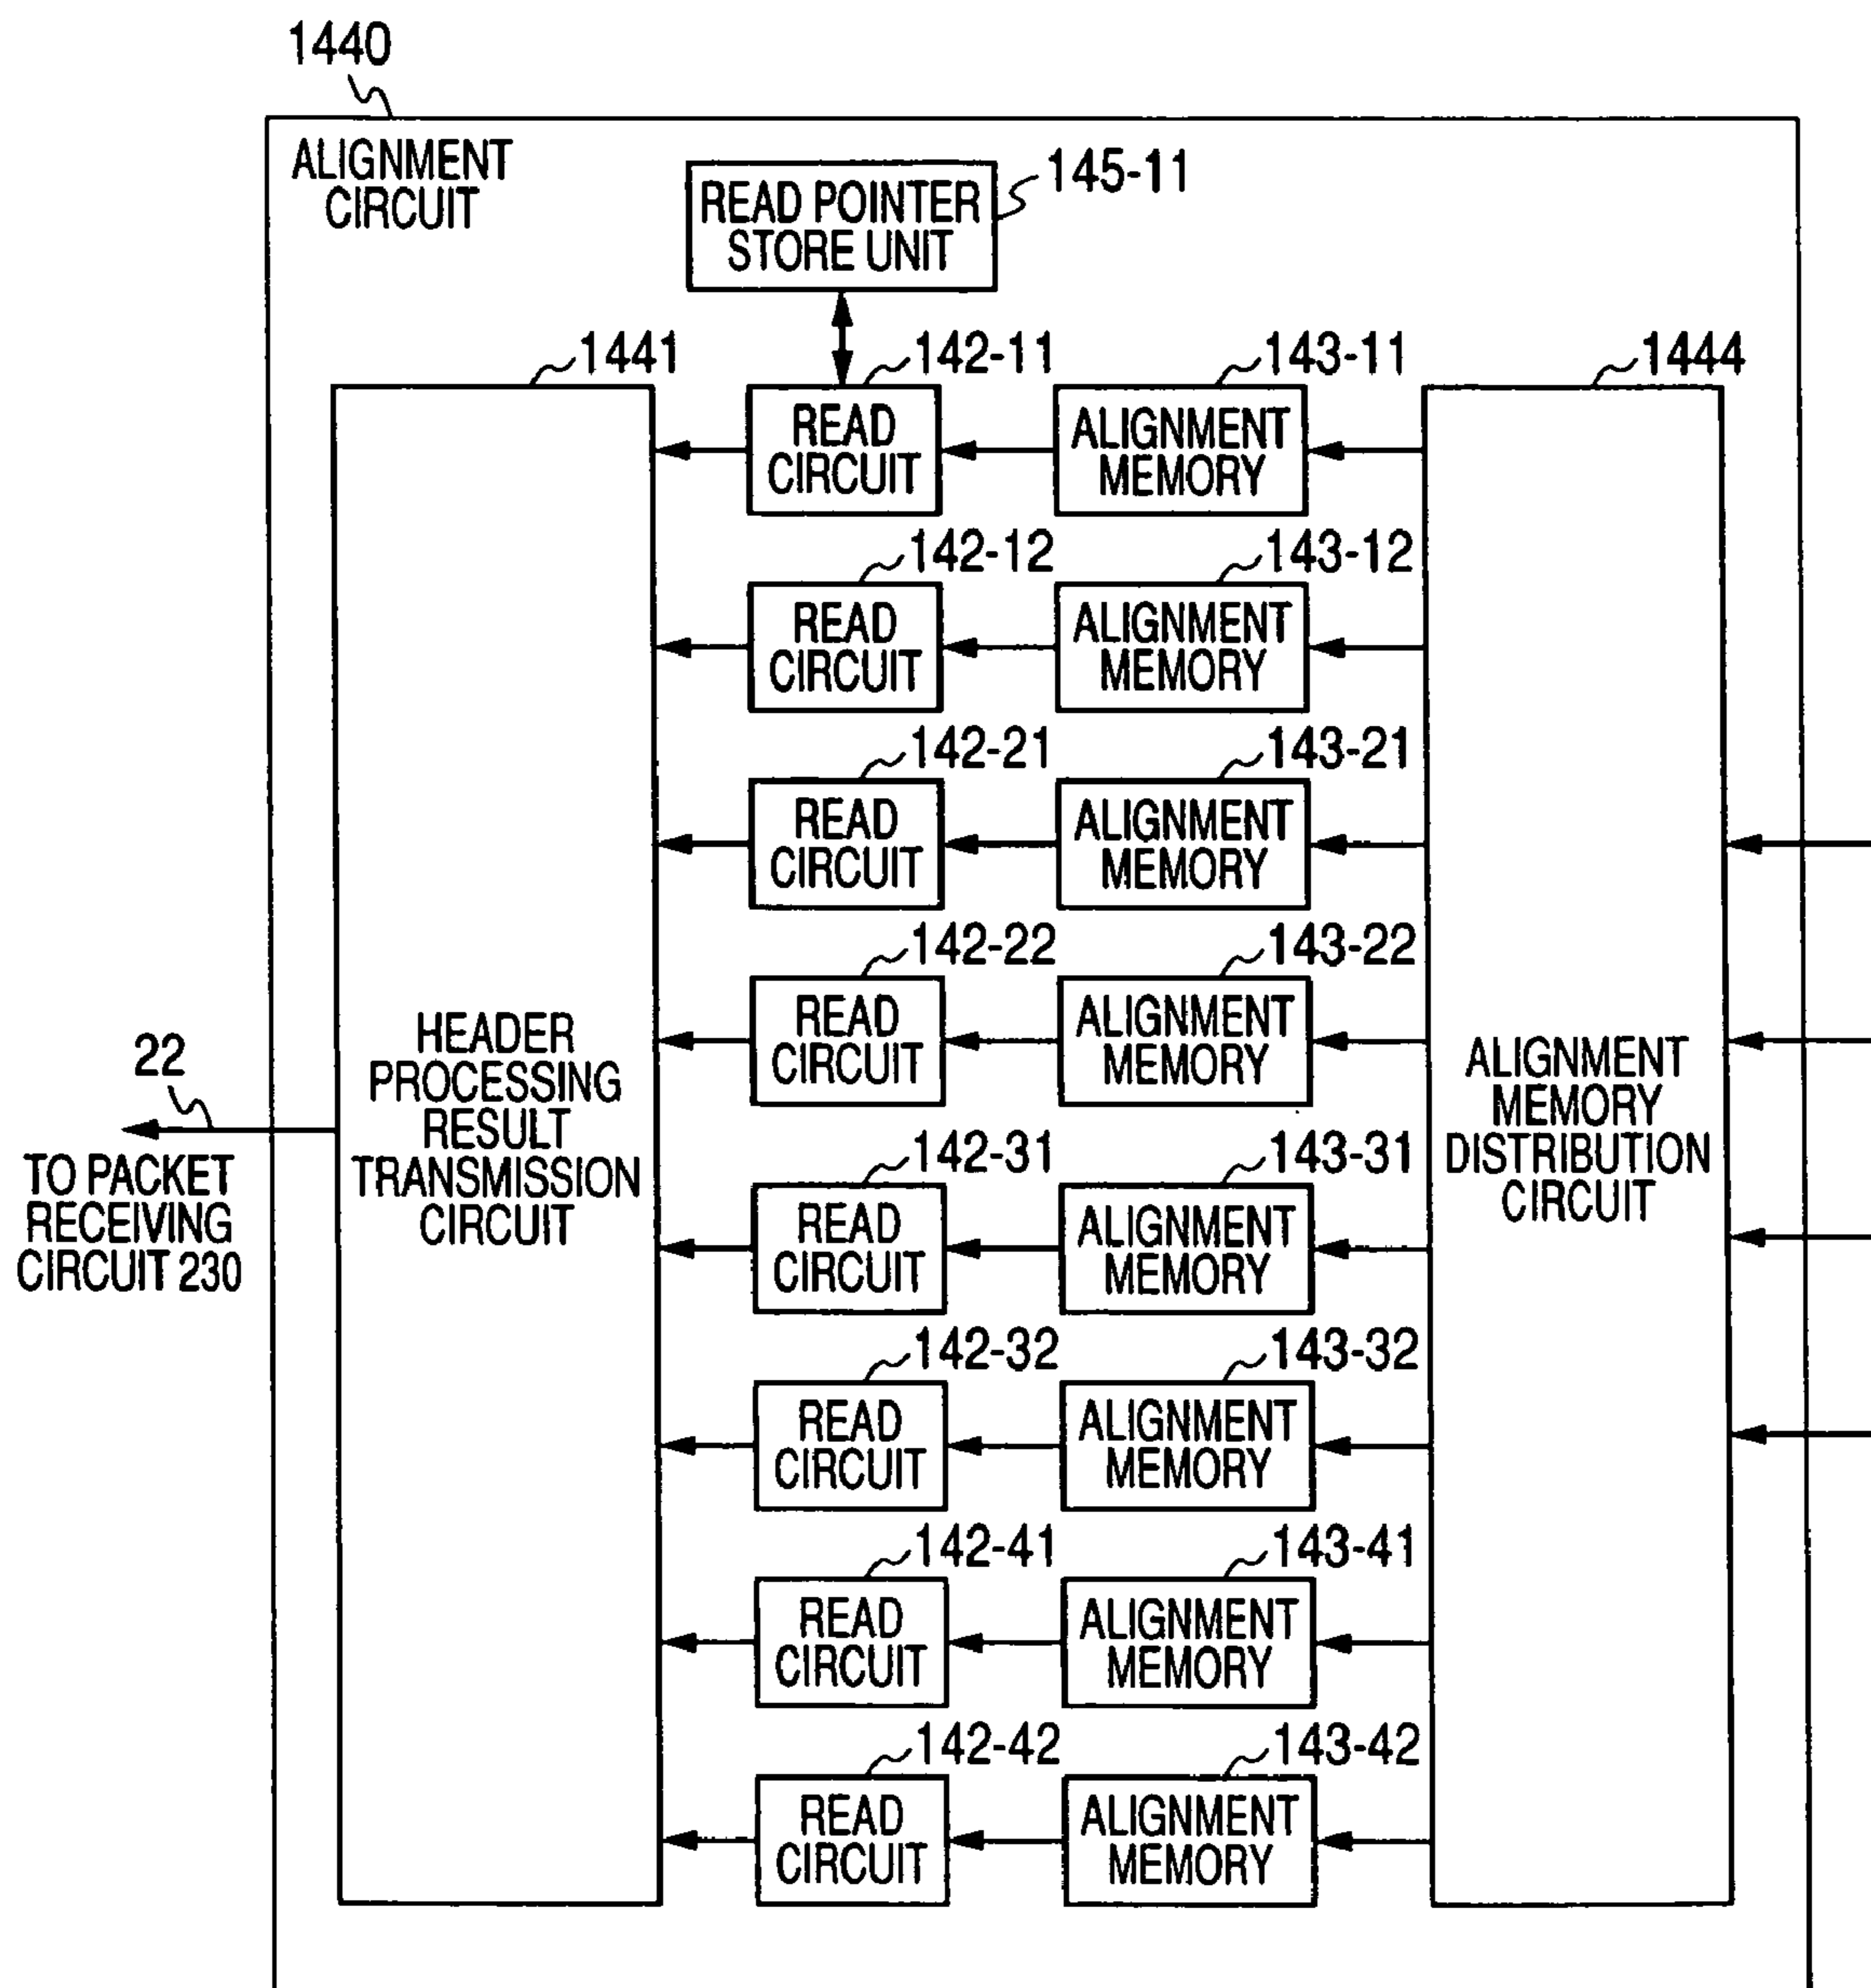 1440
ALIGNMENT
CIRCUIT
READ POINTER
STORE UNIT
145-11
1441
142-11
143-11
1444
READ
CIRCUIT
ALIGNMENT
MEMORY
142-12
143-12
READ
CIRCUIT
ALIGNMENT
MEMORY
142-21
143-21
READ
CIRCUIT
ALIGNMENT
MEMORY
142-22
143-22
READ
CIRCUIT
ALIGNMENT
MEMORY
HEADER
PROCESSING
RESULT
TRANSMISSION
CIRCUIT
ALIGNMENT
MEMORY
DISTRIBUTION
CIRCUIT
22
TO PACKET
RECEIVING
CIRCUIT 230
142-31
143-31
READ
CIRCUIT
ALIGNMENT
MEMORY
142-32
143-32
READ
CIRCUIT
ALIGNMENT
MEMORY
142-41
143-41
READ
CIRCUIT
ALIGNMENT
MEMORY
142-42
143-42
READ
CIRCUIT
ALIGNMENT
MEMORY